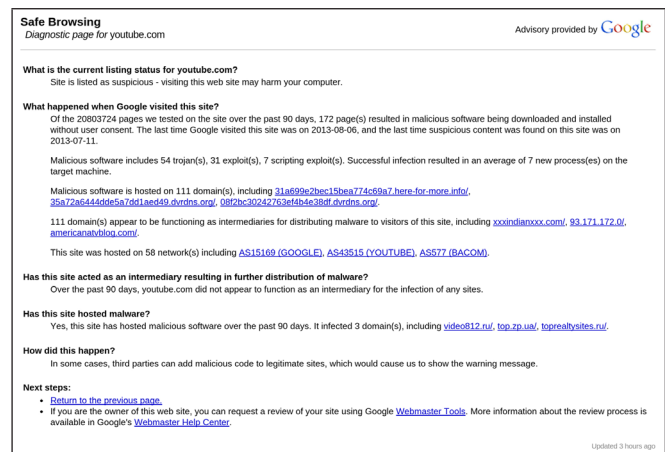 Safe Browsing
Diagnostic page for youtube.com
Advisory provided by Google
What is the current listing status for youtube.com?
Site is listed as suspicious - visiting this web site may harm your computer.
What happened when Google visited this site?
Of the 20803724 pages we tested on the site over the past 90 days, 172 page(s) resulted in malicious software being downloaded and installed
without user consent. The last time Google visited this site was on 2013-08-06, and the last time suspicious content was found on this site was on
2013-07-11.
Malicious software includes 54 trojan(s), 31 exploit(s), 7 scripting exploit(s). Successful infection resulted in an average of 7 new process(es) on the
target machine.
Malicious software is hosted on 111 domain(s), including 31a699e2bec15bea774c69a7.here-for-more.info/,
35a72a6444dde5a7dd1aed49.dvrdns.org/, 08f2bc30242763ef4b4e38df.dvrdns.org/.
111 domain(s) appear to be functioning as intermediaries for distributing malware to visitors of this site, including xxxindianxxx.com/, 93.171.172.0/,
americanatvblog.com/.
This site was hosted on 58 network(s) including AS15169 (GOOGLE), AS43515 (YOUTUBE), AS577 (BACOM).
Has this site acted as an intermediary resulting in further distribution of malware?
Over the past 90 days, youtube.com did not appear to function as an intermediary for the infection of any sites.
Has this site hosted malware?
Yes, this site has hosted malicious software over the past 90 days. It infected 3 domain(s), including video812.ru/, top.zp.ua/, toprealtysites.ru/.
How did this happen?
In some cases, third parties can add malicious code to legitimate sites, which would cause us to show the warning message.
Next steps:
• Return to the previous page.
• If you are the owner of this web site, you can request a review of your site using Google Webmaster Tools. More information about the review process is
available in Google's Webmaster Help Center.
Updated 3 hours ago